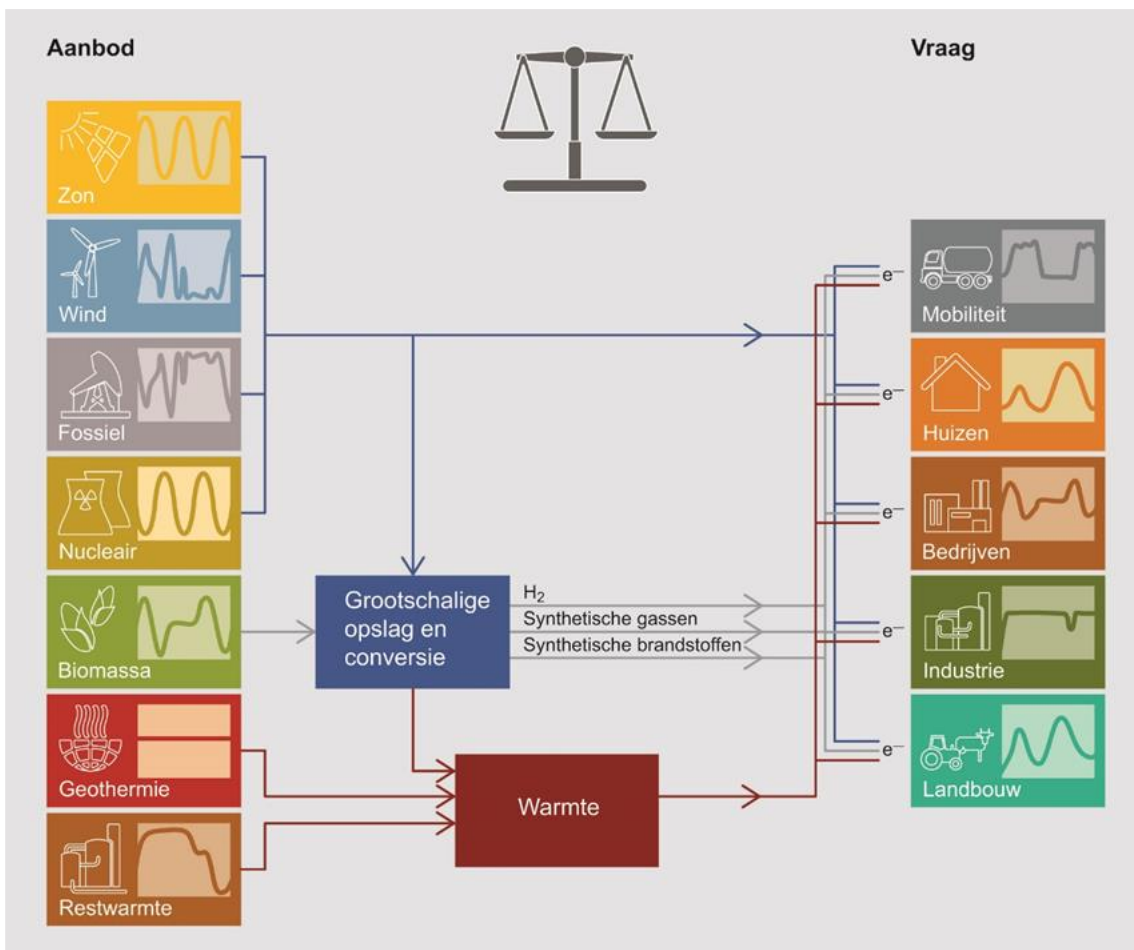 Aanbod
Vraag
Zon
Wind
Fossiel
Nucleair
Biomassa
Geothermie
Restwarmte
Grootschalige
opslag en
conversie
H₂
Synthetische gassen
Synthetische brandstoffen
Warmte
e⁻
Mobiliteit
e⁻
Huizen
e⁻
Bedrijven
e⁻
Industrie
e⁻
Landbouw